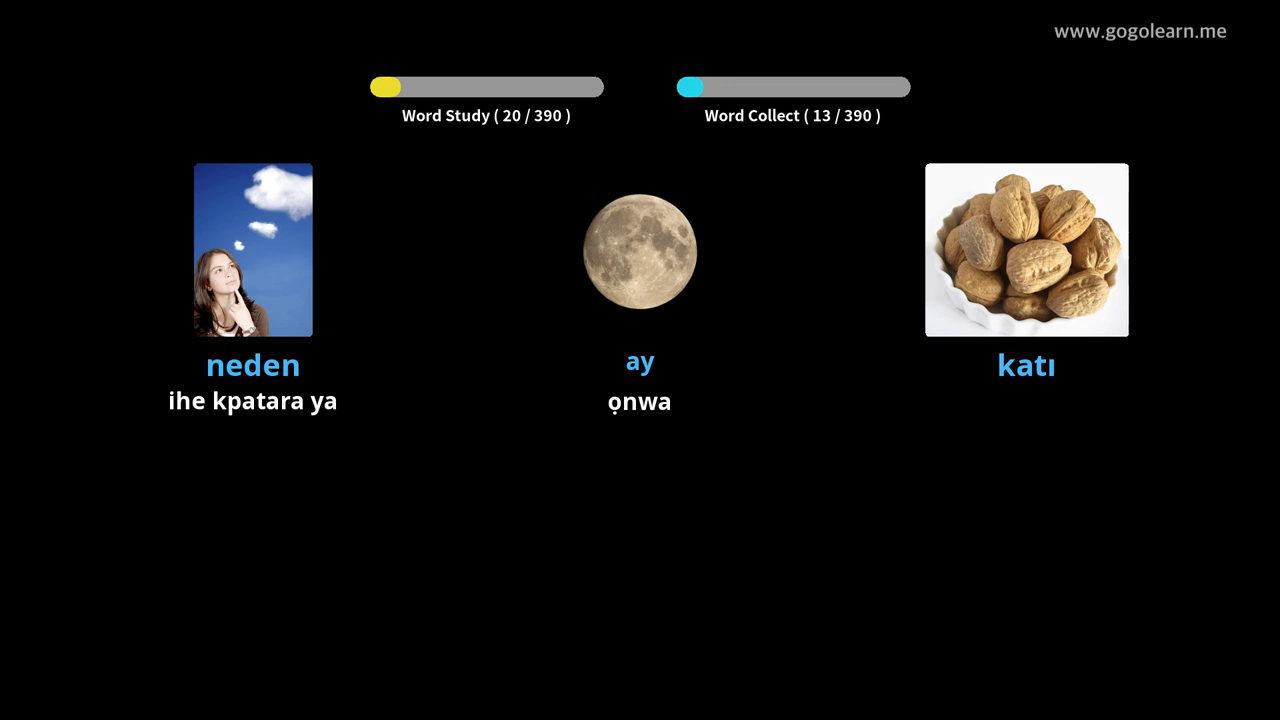 www.gogolearn.me
Word Study ( 20 / 390 )
Word Collect ( 13 / 390 )
neden
ihe kpatara ya
ay
ọnwa
katı